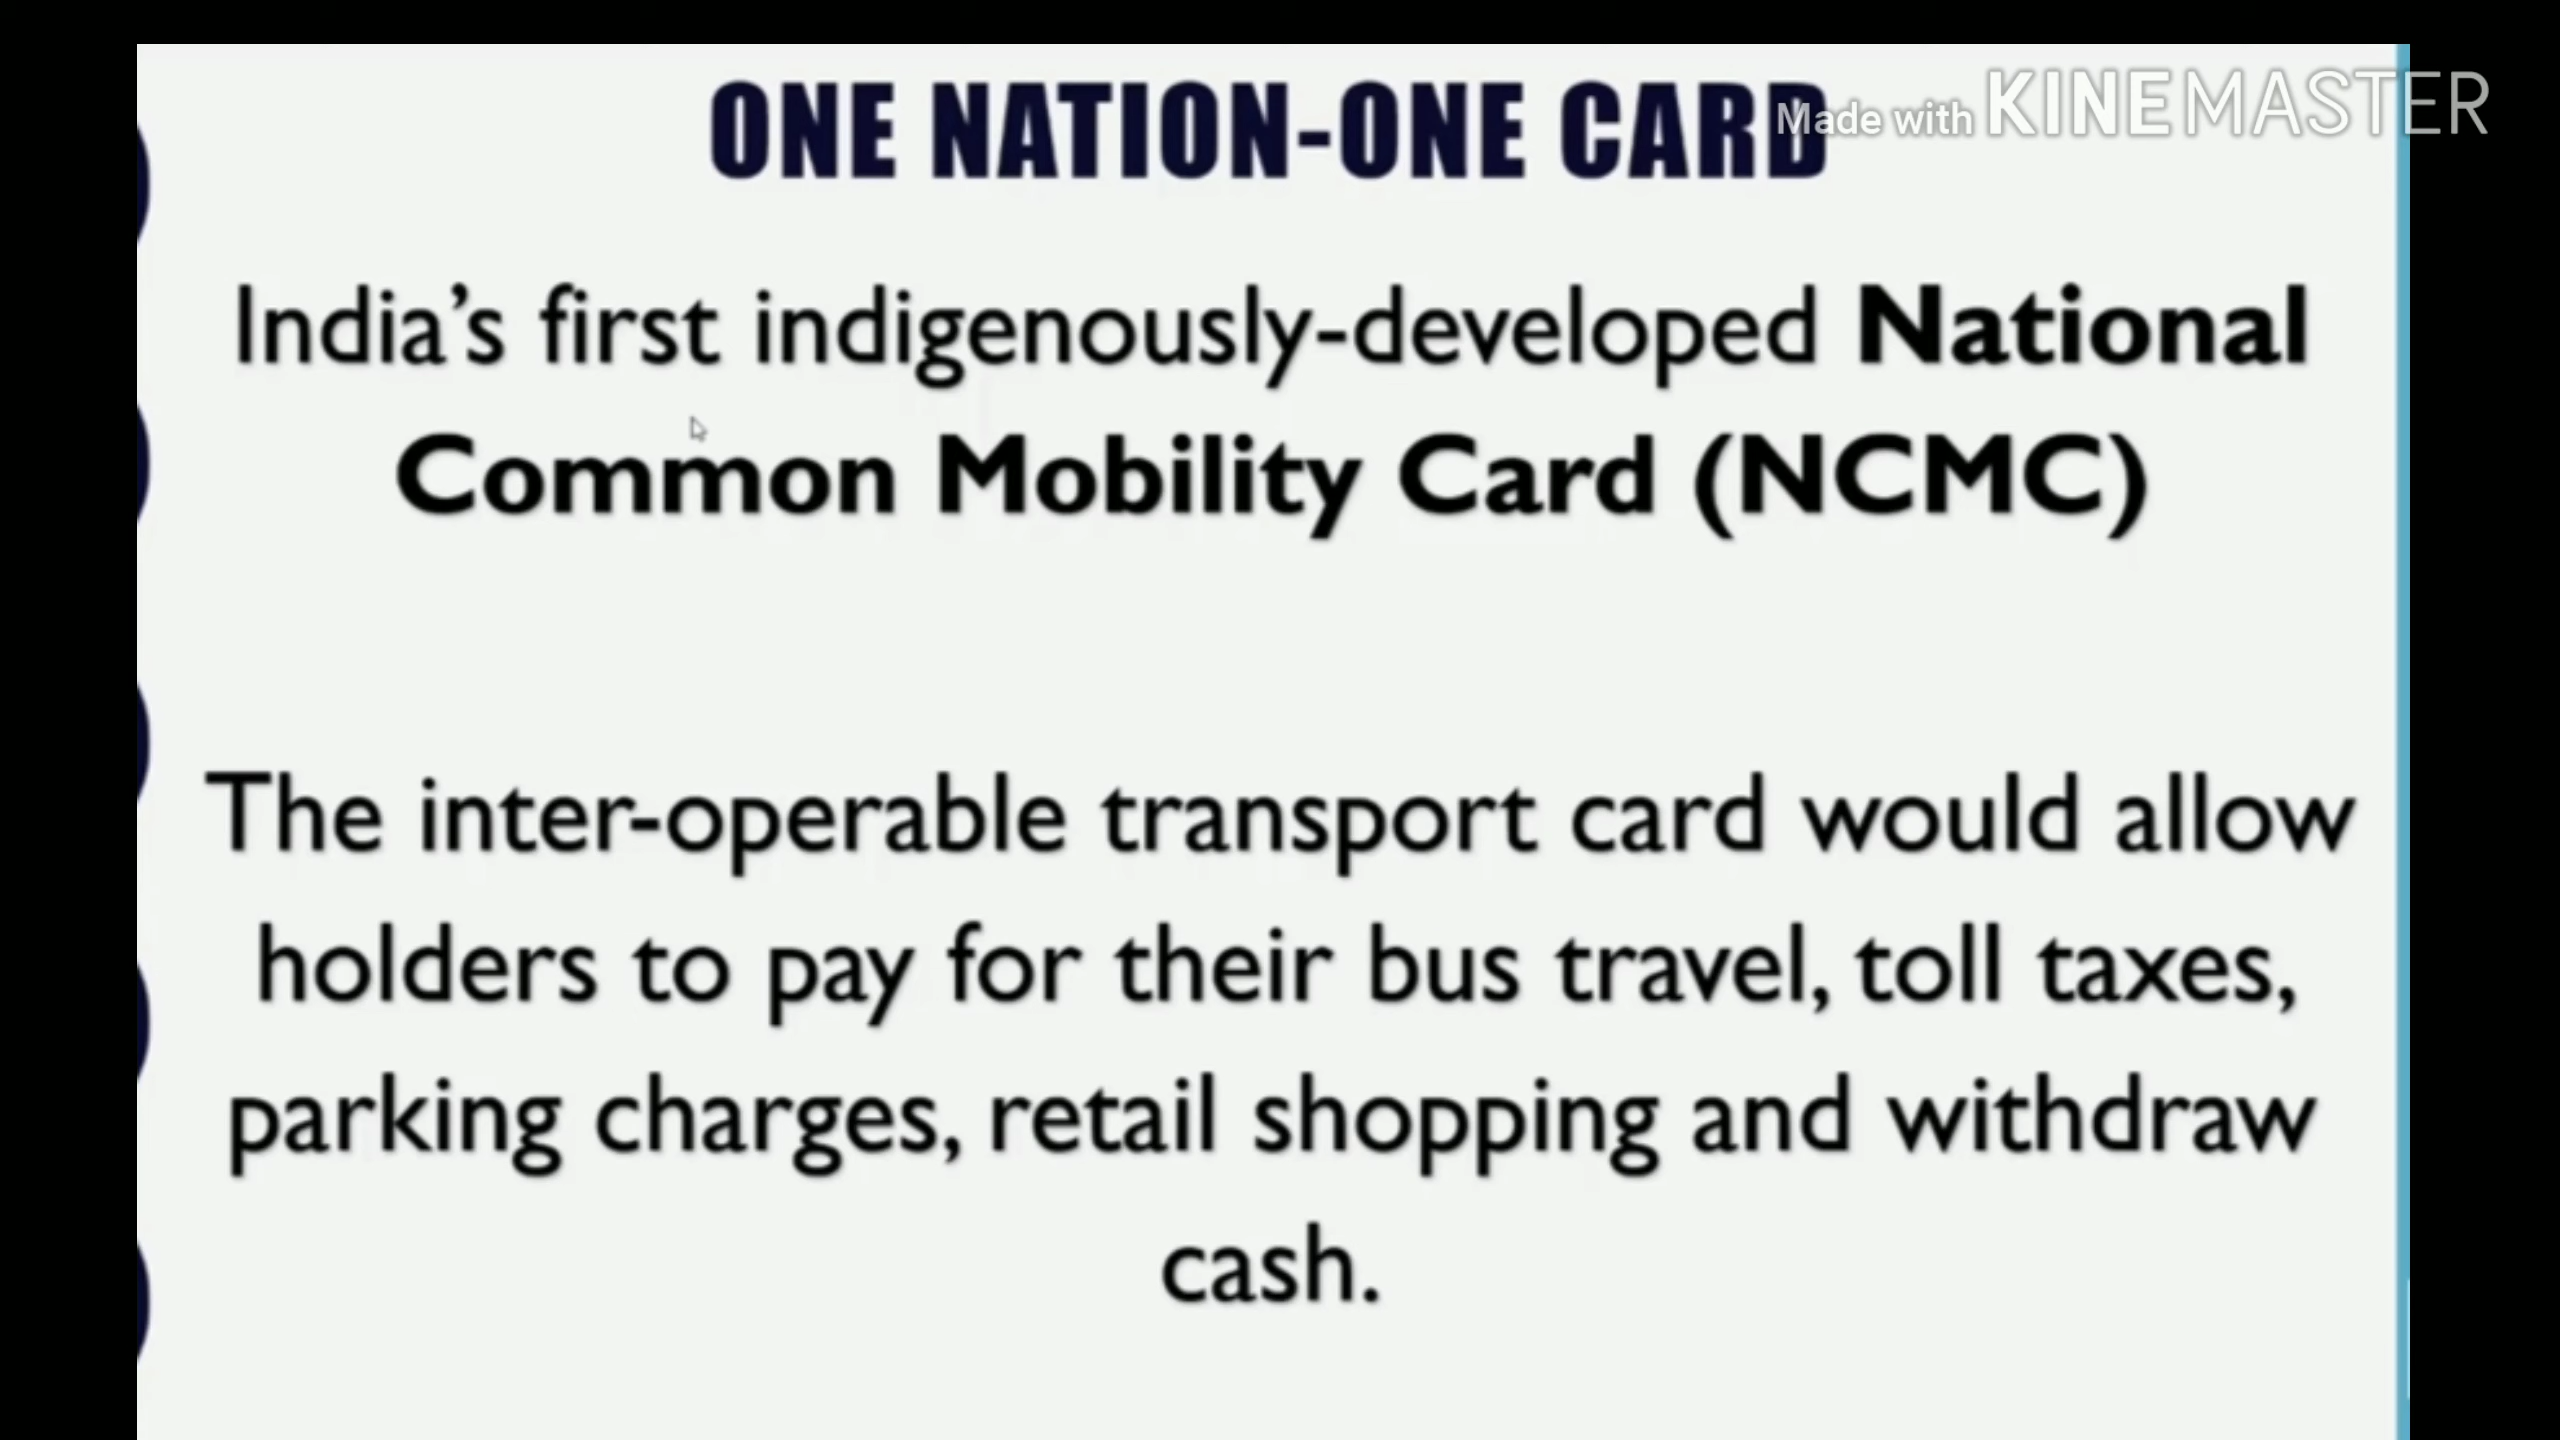 ONE NATION-ONE CARD
Made with KINEMASTER
India’s first indigenously-developed National
Common Mobility Card (NCMC)
The inter-operable transport card would allow
holders to pay for their bus travel, toll taxes,
parking charges, retail shopping and withdraw
cash.